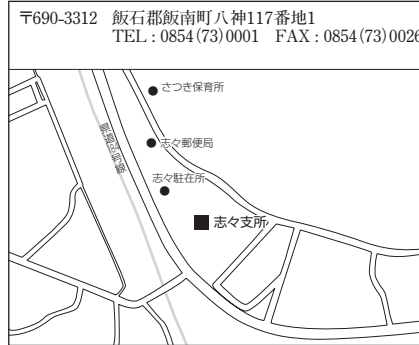 〒690-3312 飯石郡飯南町八神117番地1
TEL : 0854(73)0001 FAX : 0854(73)0026
さつき保育所
志々郵便局
志々駐在所
志々支所